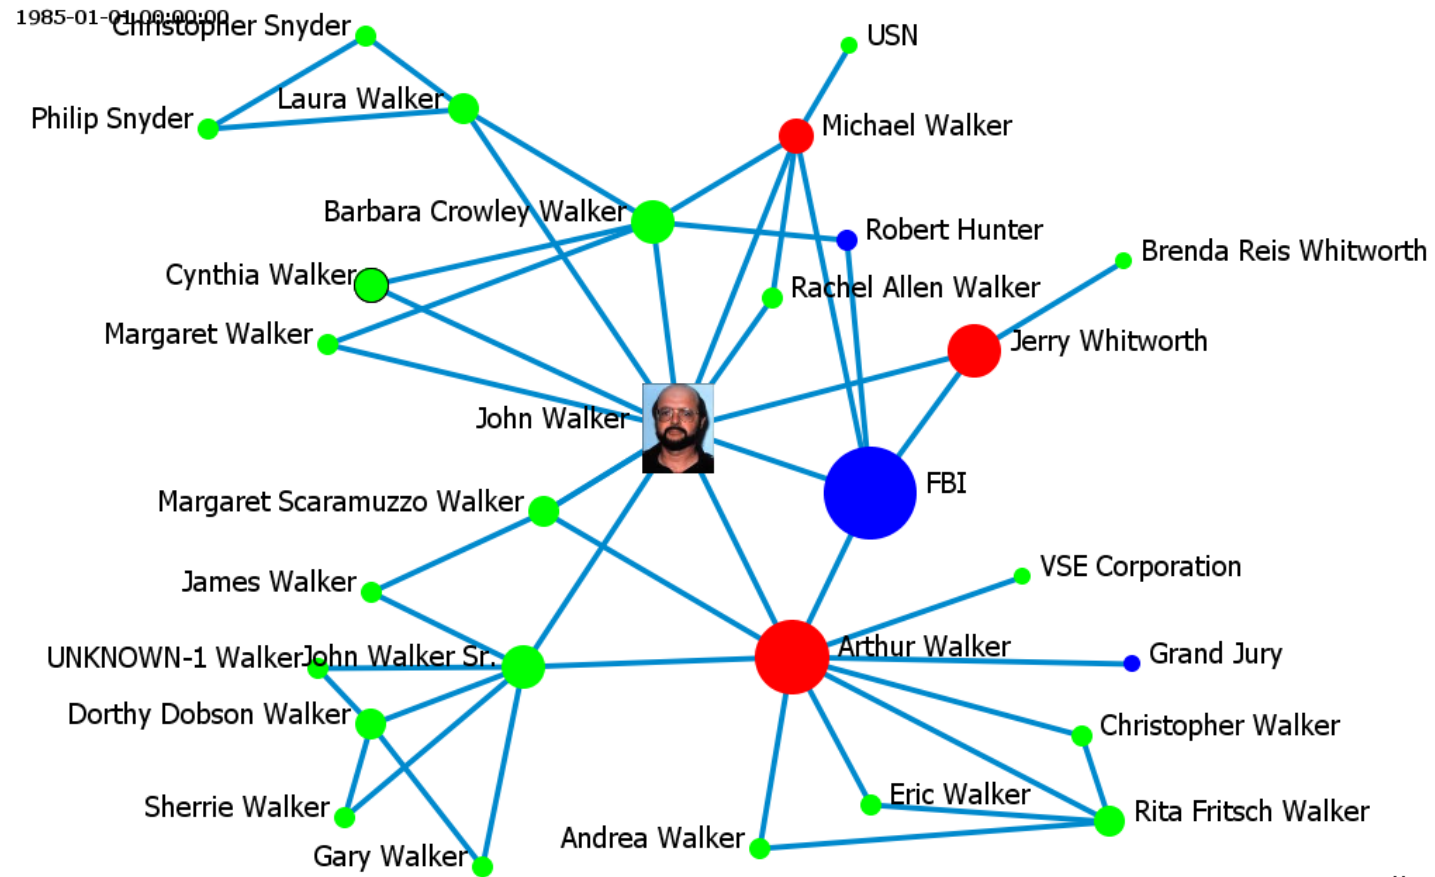 1985-01-01 00:00:00
Christopher Snyder
USN
Laura Walker
Philip Snyder
Michael Walker
Barbara Crowley Walker
Robert Hunter
Brenda Reis Whitworth
Cynthia Walker
Rachel Allen Walker
Margaret Walker
Jerry Whitworth
John Walker
FBI
Margaret Scaramuzzo Walker
VSE Corporation
James Walker
Arthur Walker
Grand Jury
UNKNOWN-1 Walker
John Walker Sr.
Dorthy Dobson Walker
Christopher Walker
Eric Walker
Sherrie Walker
Rita Fritsch Walker
Andrea Walker
Gary Walker